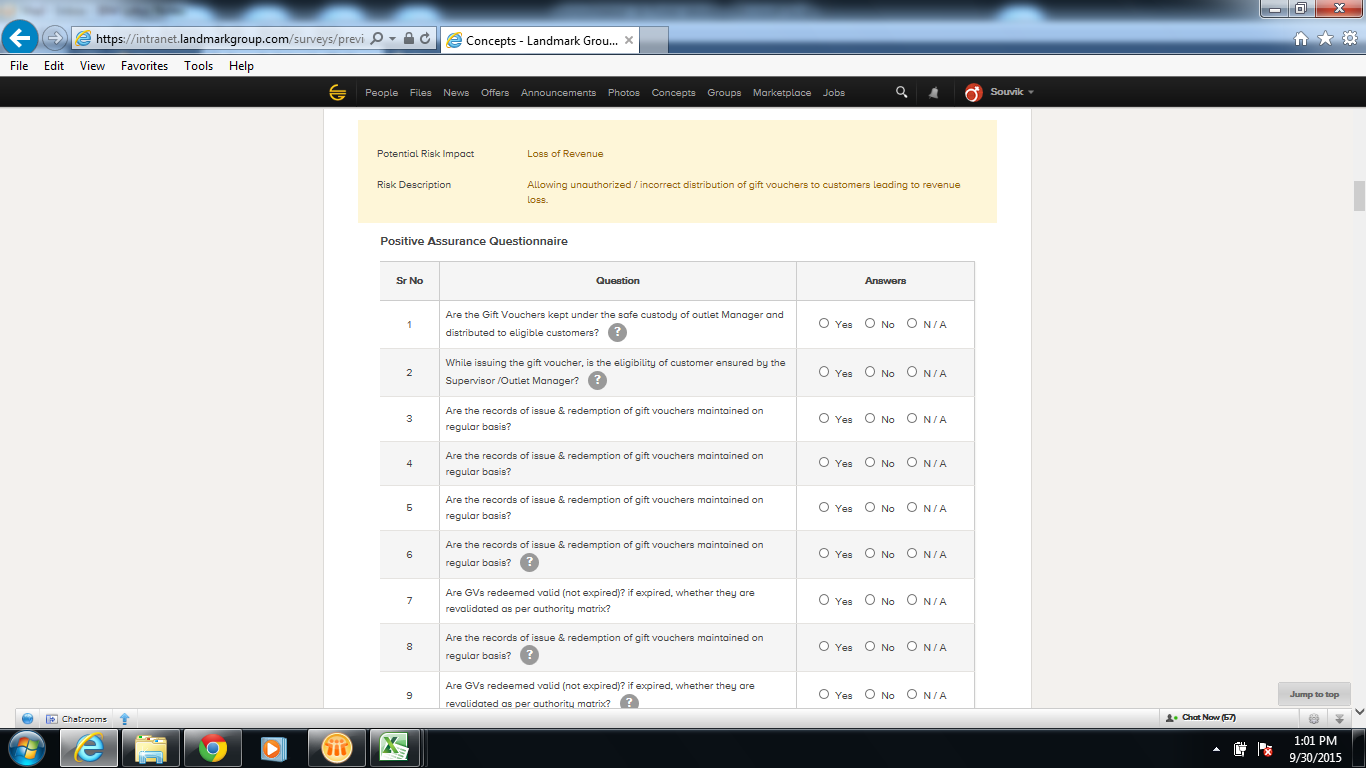 https://intranet.landmarkgroup.com/surveys/previ
Concepts - Landmark Grou...
File Edit View Favorites Tools Help
People Files News Offers Announcements Photos Concepts Groups Marketplace Jobs Souvik
Potential Risk Impact Loss of Revenue
Risk Description Allowing unauthorized / incorrect distribution of gift vouchers to customers leading to revenue
loss.
Positive Assurance Questionnaire
Sr No Question Answers
Are the Gift Vouchers kept under the safe custody of outlet Manager and
1 Yes No N / A
distributed to eligible customers? ?
While issuing the gift voucher, is the eligibility of customer ensured by the
2 Yes No N / A
Supervisor /Outlet Manager? ?
Are the records of issue & redemption of gift vouchers maintained on
3 Yes No N / A
regular basis?
Are the records of issue & redemption of gift vouchers maintained on
4 Yes No N / A
regular basis?
Are the records of issue & redemption of gift vouchers maintained on
5 Yes No N / A
regular basis?
Are the records of issue & redemption of gift vouchers maintained on
6 Yes No N / A
regular basis? ?
Are GVs redeemed valid (not expired)? if expired, whether they are
7 Yes No N / A
revalidated as per authority matrix?
Are the records of issue & redemption of gift vouchers maintained on
8 Yes No N / A
regular basis? ?
Are GVs redeemed valid (not expired)? if expired, whether they are
9 Yes No N / A
revalidated as per authority matrix? ?
Jump to top
Chatrooms Chat Now (57)
1:01 PM
9/30/2015